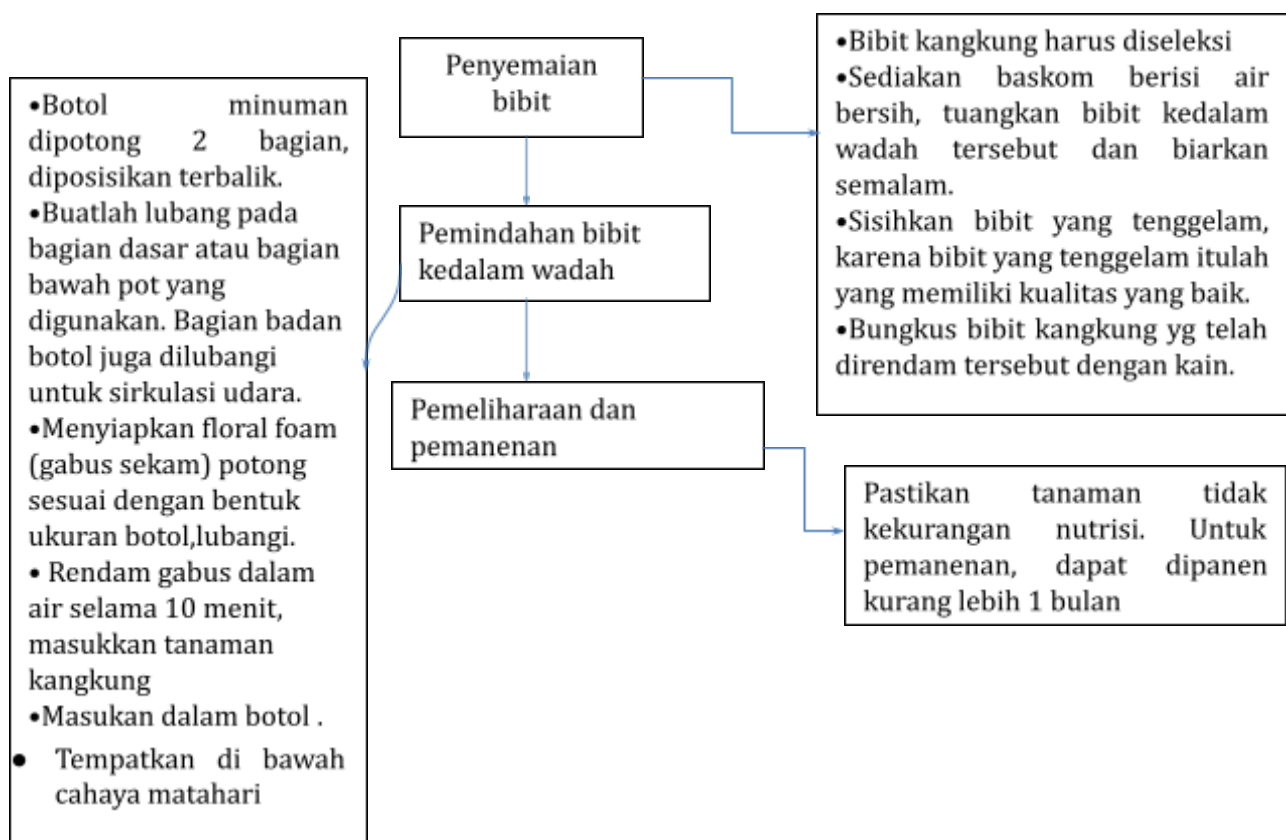 Penyemaian
bibit
•Bibit kangkung harus diseleksi
•Sediakan baskom berisi air
bersih, tuangkan bibit kedalam
wadah tersebut dan biarkan
semalam.
•Sisihkan bibit yang tenggelam,
karena bibit yang tenggelam itulah
yang memiliki kualitas yang baik.
•Bungkus bibit kangkung yg telah
direndam tersebut dengan kain.
Pemindahan bibit
kedalam wadah
•Botol minuman
dipotong 2 bagian,
diposisikan terbalik.
•Buatlah lubang pada
bagian dasar atau bagian
bawah pot yang
digunakan. Bagian badan
botol juga dilubangi
untuk sirkulasi udara.
•Menyiapkan floral foam
(gabus sekam) potong
sesuai dengan bentuk
ukuran botol,lubangi.
• Rendam gabus dalam
air selama 10 menit,
masukkan tanaman
kangkung
•Masukan dalam botol .
● Tempatkan di bawah
cahaya matahari
Pemeliharaan dan
pemanenan
Pastikan tanaman tidak
kekurangan nutrisi. Untuk
pemanenan, dapat dipanen
kurang lebih 1 bulan